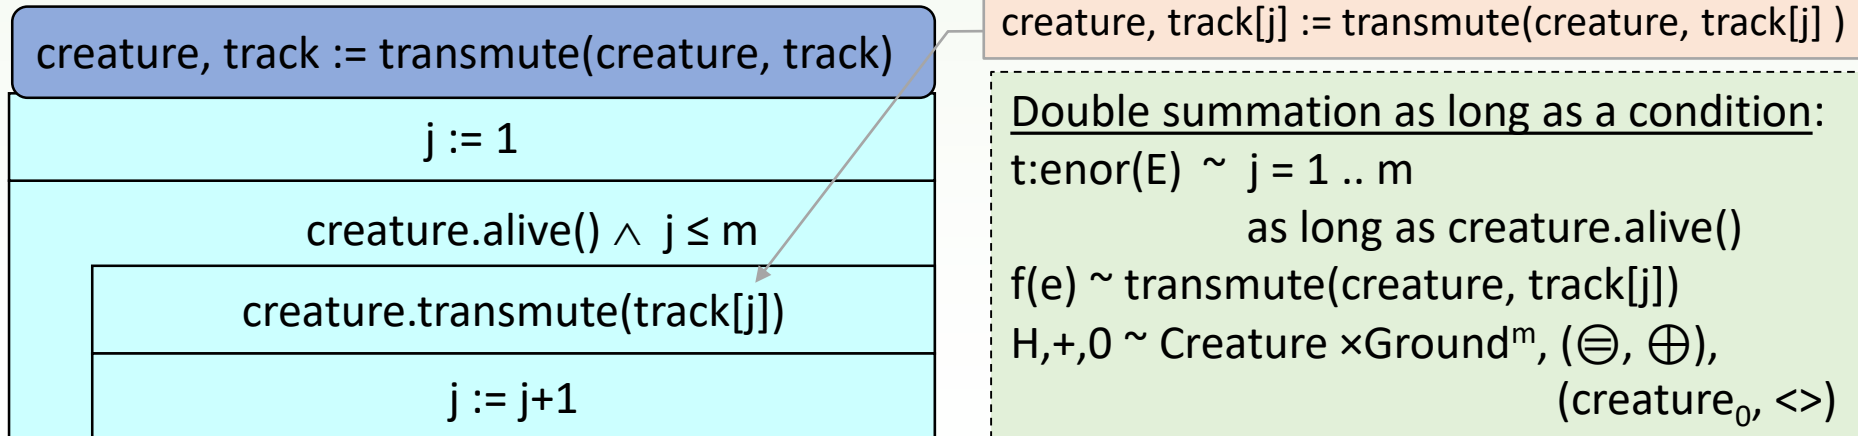 creature, track := transmute(creature, track)
j := 1
creature.alive() ∧ j ≤ m
creature.transmute(track[j])
j := j+1
creature, track[j] := transmute(creature, track[j] )
Double summation as long as a condition:
t:enor(E) ~ j = 1 .. m
as long as creature.alive()
f(e) ~ transmute(creature, track[j])
H,+,0 ~ Creature ×Groundᵐ, (⊜, ⊕),
(creature₀, <>)